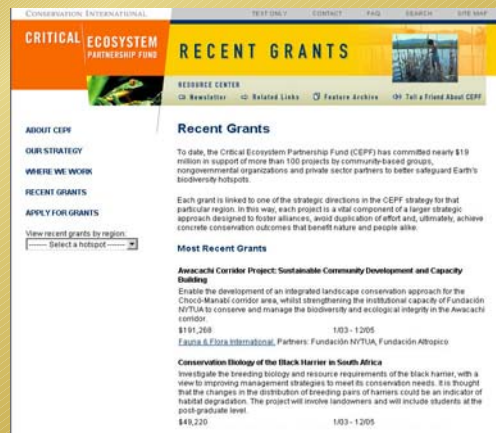 CONSERVATION INTERNATIONAL
TEXT ONLY CONTACT FAQ SEARCH SITE MAP
CRITICAL ECOSYSTEM
PARTNERSHIP FUND
RECENT GRANTS
RESOURCE CENTER
Newsletter Related Links Feature Archive Tell a Friend About CEPF
ABOUT CEPF
OUR STRATEGY
WHERE WE WORK
RECENT GRANTS
APPLY FOR GRANTS
View recent grants by region:
------- Select a hotspot -------
Recent Grants
To date, the Critical Ecosystem Partnership Fund (CEPF) has committed nearly $19
million in support of more than 100 projects by community-based groups,
nongovernmental organizations and private sector partners to better safeguard Earth's
biodiversity hotspots.
Each grant is linked to one of the strategic directions in the CEPF strategy for that
particular region. In this way, each project is a vital component of a larger strategic
approach designed to foster alliances, avoid duplication of effort and, ultimately, achieve
concrete conservation outcomes that benefit nature and people alike.
Most Recent Grants
Awacachi Corridor Project: Sustainable Community Development and Capacity
Building
Enable the development of an integrated landscape conservation approach for the
Chocó-Manabí corridor area, whilst strengthening the institutional capacity of Fundación
NYTUA to conserve and manage the biodiversity and ecological integrity in the Awacachi
corridor.
$191,268 1/03 - 12/05
Fauna & Flora International, Partners: Fundación NYTUA, Fundación Altropico
Conservation Biology of the Black Harrier in South Africa
Investigate the breeding biology and resource requirements of the black harrier, with a
view to improving management strategies to meet its conservation needs. It is thought
that the changes in the distribution of breeding pairs of harriers could be an indicator of
habitat degradation. The project will involve landowners and will include students at the
post-graduate level.
$49,220 1/03 - 12/05